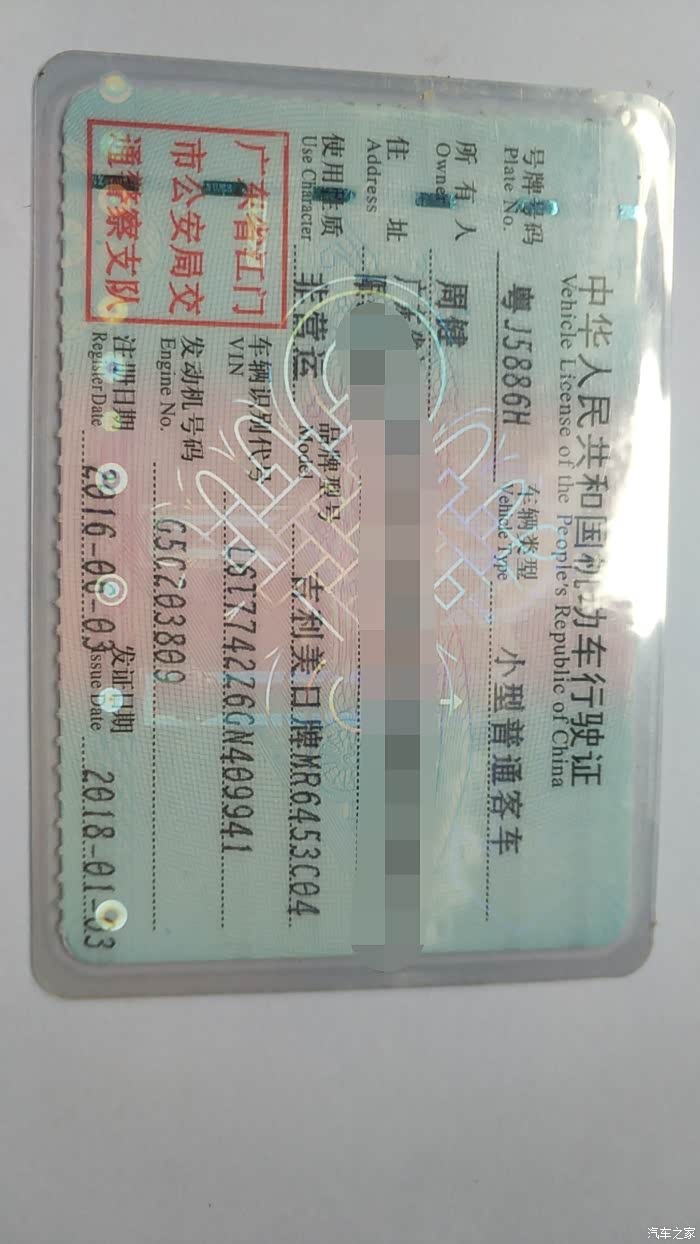 中华人民共和国机动车行驶证
Vehicle License of the People's Republic of China
号牌号码 粤J5886H 车辆类型 小型普通客车
Plate No. Vehicle Type
所有人 周健
Owner
住址 广东省
Address
使用性质 非营运 品牌型号 吉利美日牌MR6453C04
Use Character Model
广东省江门
市公安局交
通警察支队
车辆识别代号
VIN
发动机号码 G5C203809
Engine No.
注册日期 发证日期 2018-01-03
Register Date Issue Date
汽车之家